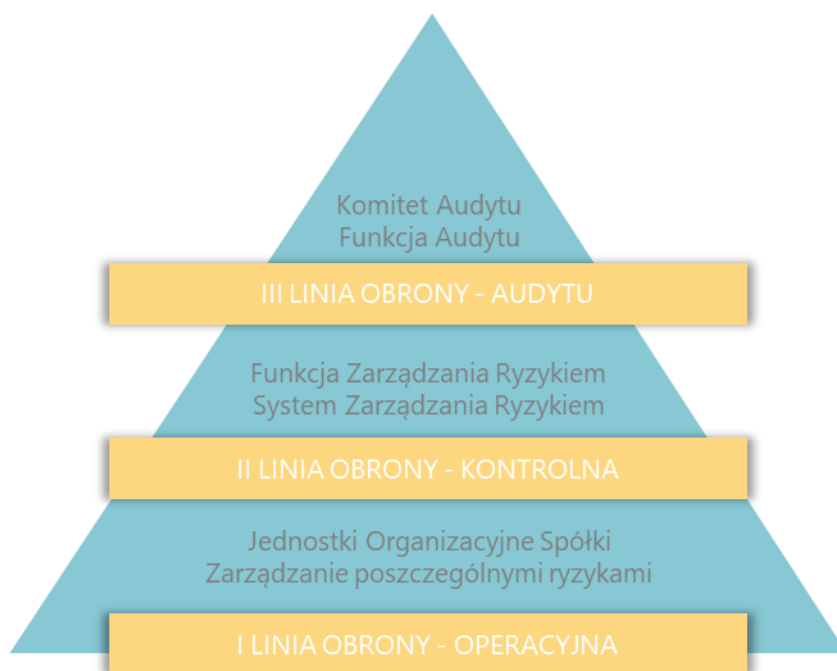 Komitet Audytu
Funkcja Audytu
III LINIA OBRONY - AUDYTU
Funkcja Zarządzania Ryzykiem
System Zarządzania Ryzykiem
II LINIA OBRONY - KONTROLNA
Jednostki Organizacyjne Spółki
Zarządzanie poszczególnymi ryzykami
I LINIA OBRONY - OPERACYJNA